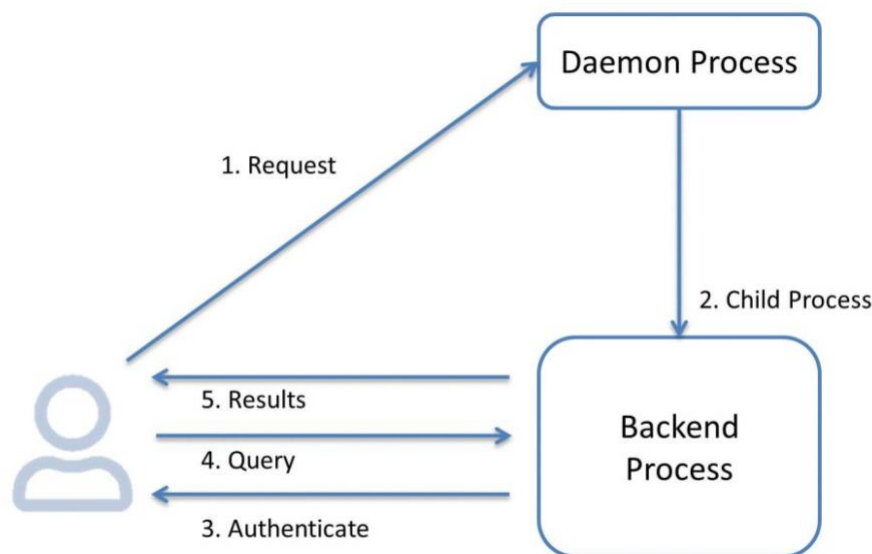 Daemon Process
1. Request
2. Child Process
5. Results
4. Query
3. Authenticate
Backend
Process